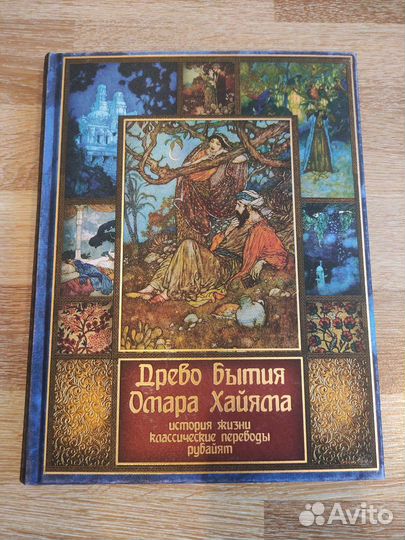 Древо бытия
Омара Хайяма
история жизни
классические переводы
рубайят
Avito